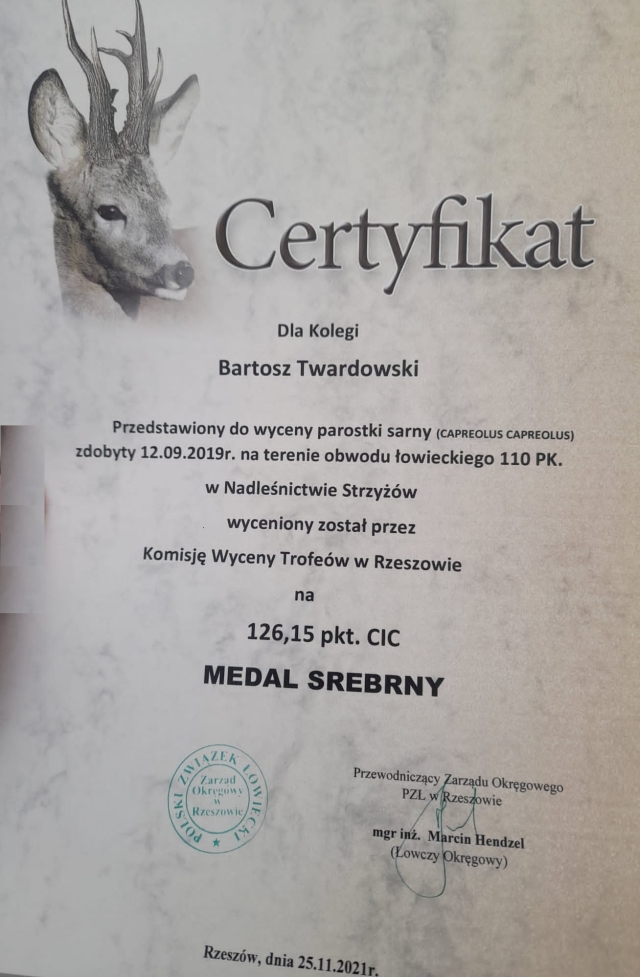 Certyfikat
Dla Kolegi
Bartosz Twardowski
Przedstawiony do wyceny parostki sarny (CAPREOLUS CAPREOLUS)
zdobyty 12.09.2019r. na terenie obwodu łowieckiego 110 PK.
w Nadleśnictwie Strzyżów
wyceniony został przez
Komisję Wyceny Trofeów w Rzeszowie
na
126,15 pkt. CIC
MEDAL SREBRNY
POLSKI ZWIĄZEK ŁOWIECKI
Zarząd
Okręgowy
w
Rzeszowie
Przewodniczący Zarządu Okręgowego
PZŁ w Rzeszowie
mgr inż. Marcin Hendzel
(Łowczy Okręgowy)
Rzeszów, dnia 25.11.2021r.